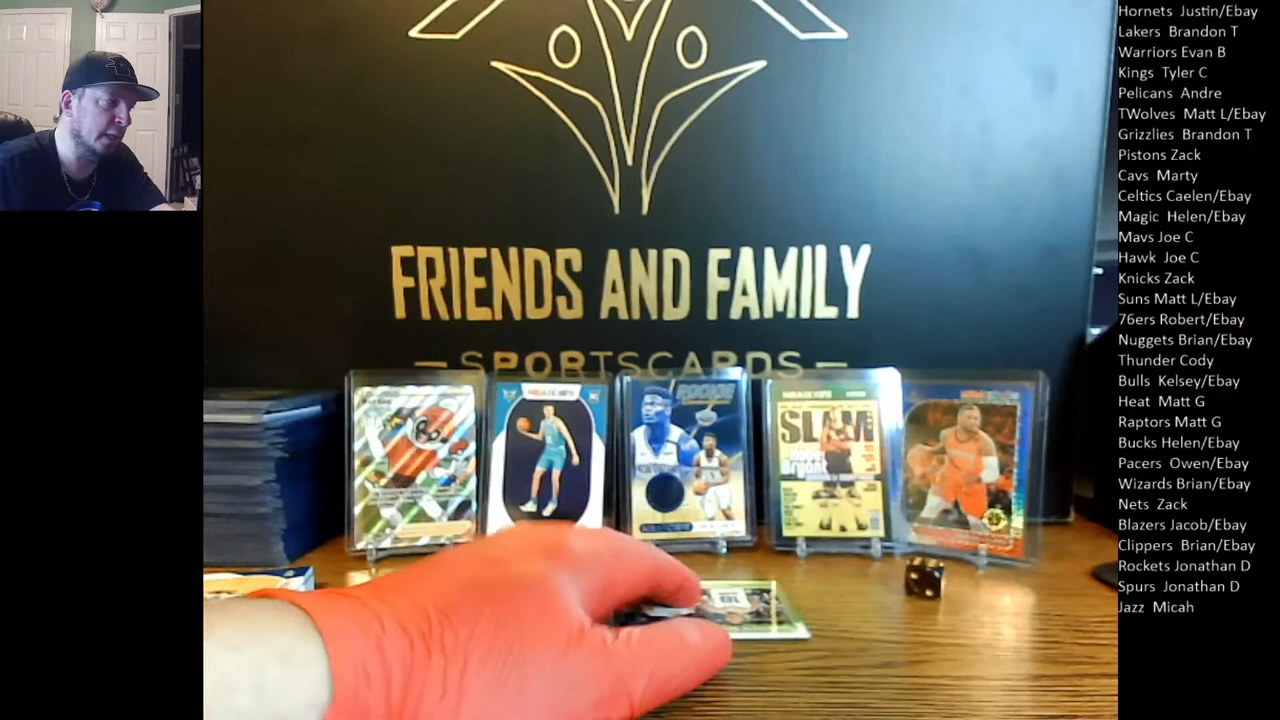 FRIENDS AND FAMILY
SPORTSCARDS
NBA HOOPS
ROOKIE
SLAM
Kobe
Bryant
Hornets Justin/Ebay
Lakers Brandon T
Warriors Evan B
Kings Tyler C
Pelicans Andre
TWolves Matt L/Ebay
Grizzlies Brandon T
Pistons Zack
Cavs Marty
Celtics Caelen/Ebay
Magic Helen/Ebay
Mavs Joe C
Hawk Joe C
Knicks Zack
Suns Matt L/Ebay
76ers Robert/Ebay
Nuggets Brian/Ebay
Thunder Cody
Bulls Kelsey/Ebay
Heat Matt G
Raptors Matt G
Bucks Helen/Ebay
Pacers Owen/Ebay
Wizards Brian/Ebay
Nets Zack
Blazers Jacob/Ebay
Clippers Brian/Ebay
Rockets Jonathan D
Spurs Jonathan D
Jazz Micah